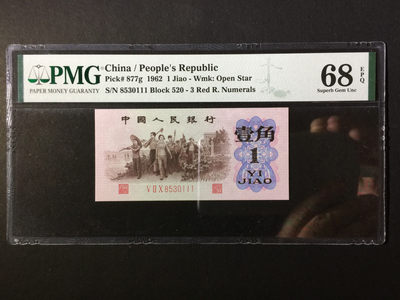 PMG
PAPER MONEY GUARANTY
China / People's Republic
Pick# 877g 1962 1 Jiao - Wmk: Open Star
S/N 8530111 Block 520 - 3 Red R. Numerals
68 EPQ
Superb Gem Unc
中國人民銀行
壹角
1
YI
JIAO
V II X 8530111